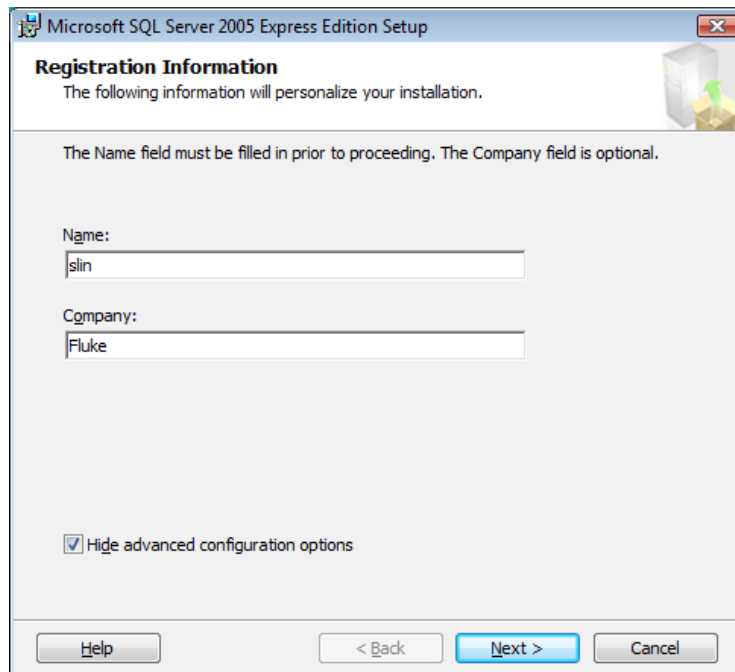 Microsoft SQL Server 2005 Express Edition Setup
Registration Information
The following information will personalize your installation.
The Name field must be filled in prior to proceeding. The Company field is optional.
Name:
slin
Company:
Fluke
Hide advanced configuration options
Help
< Back
Next >
Cancel